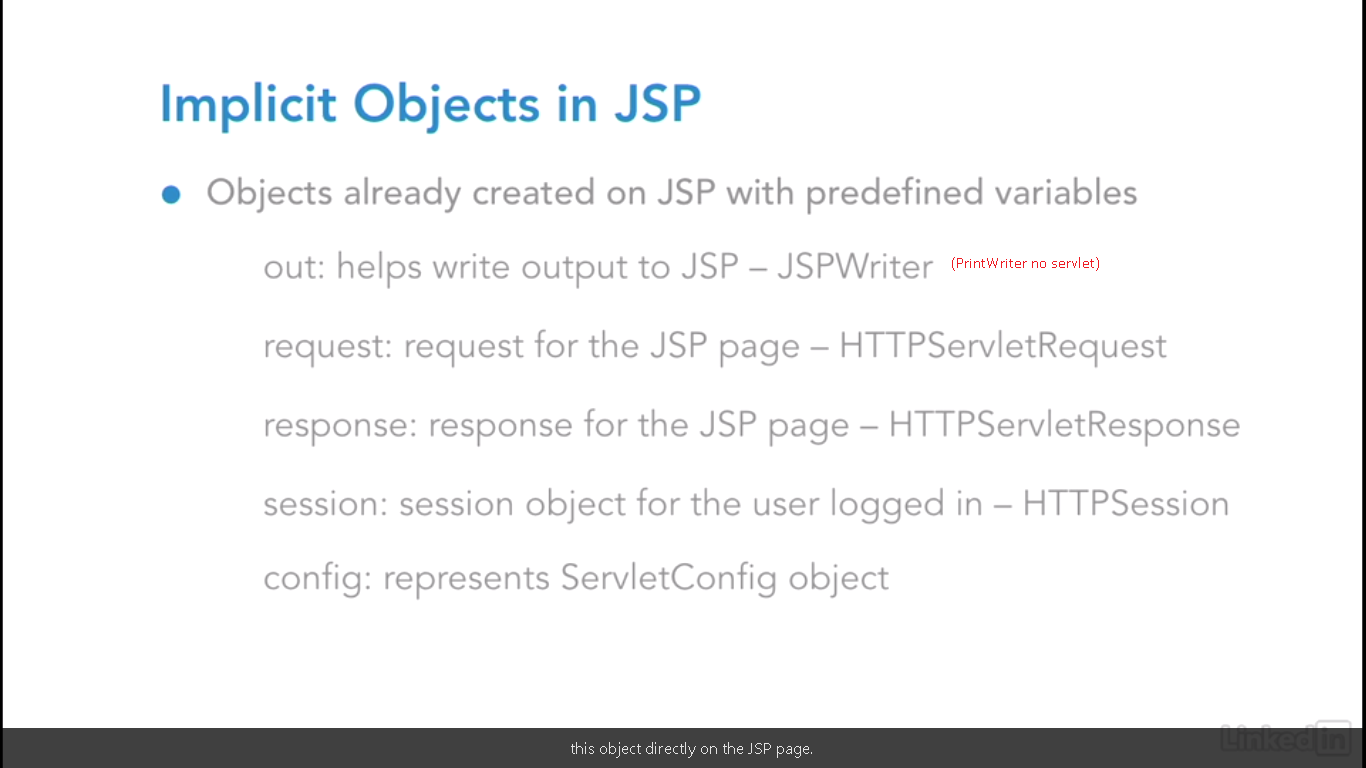 Implicit Objects in JSP
Objects already created on JSP with predefined variables
out: helps write output to JSP – JSPWriter (PrintWriter no servlet)
request: request for the JSP page – HTTPServletRequest
response: response for the JSP page – HTTPServletResponse
session: session object for the user logged in – HTTPSession
config: represents ServletConfig object
LinkedIn
this object directly on the JSP page.